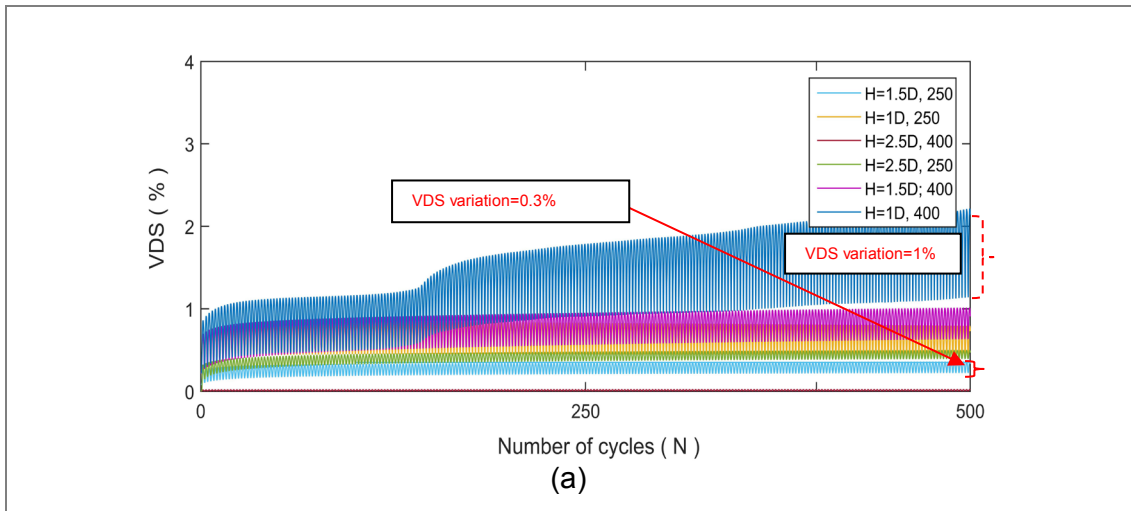 4
3
2
1
0
VDS ( % )
H=1.5D, 250
H=1D, 250
H=2.5D, 400
H=2.5D, 250
H=1.5D; 400
H=1D, 400
VDS variation=0.3%
VDS variation=1%
0
250
500
Number of cycles ( N )
(a)